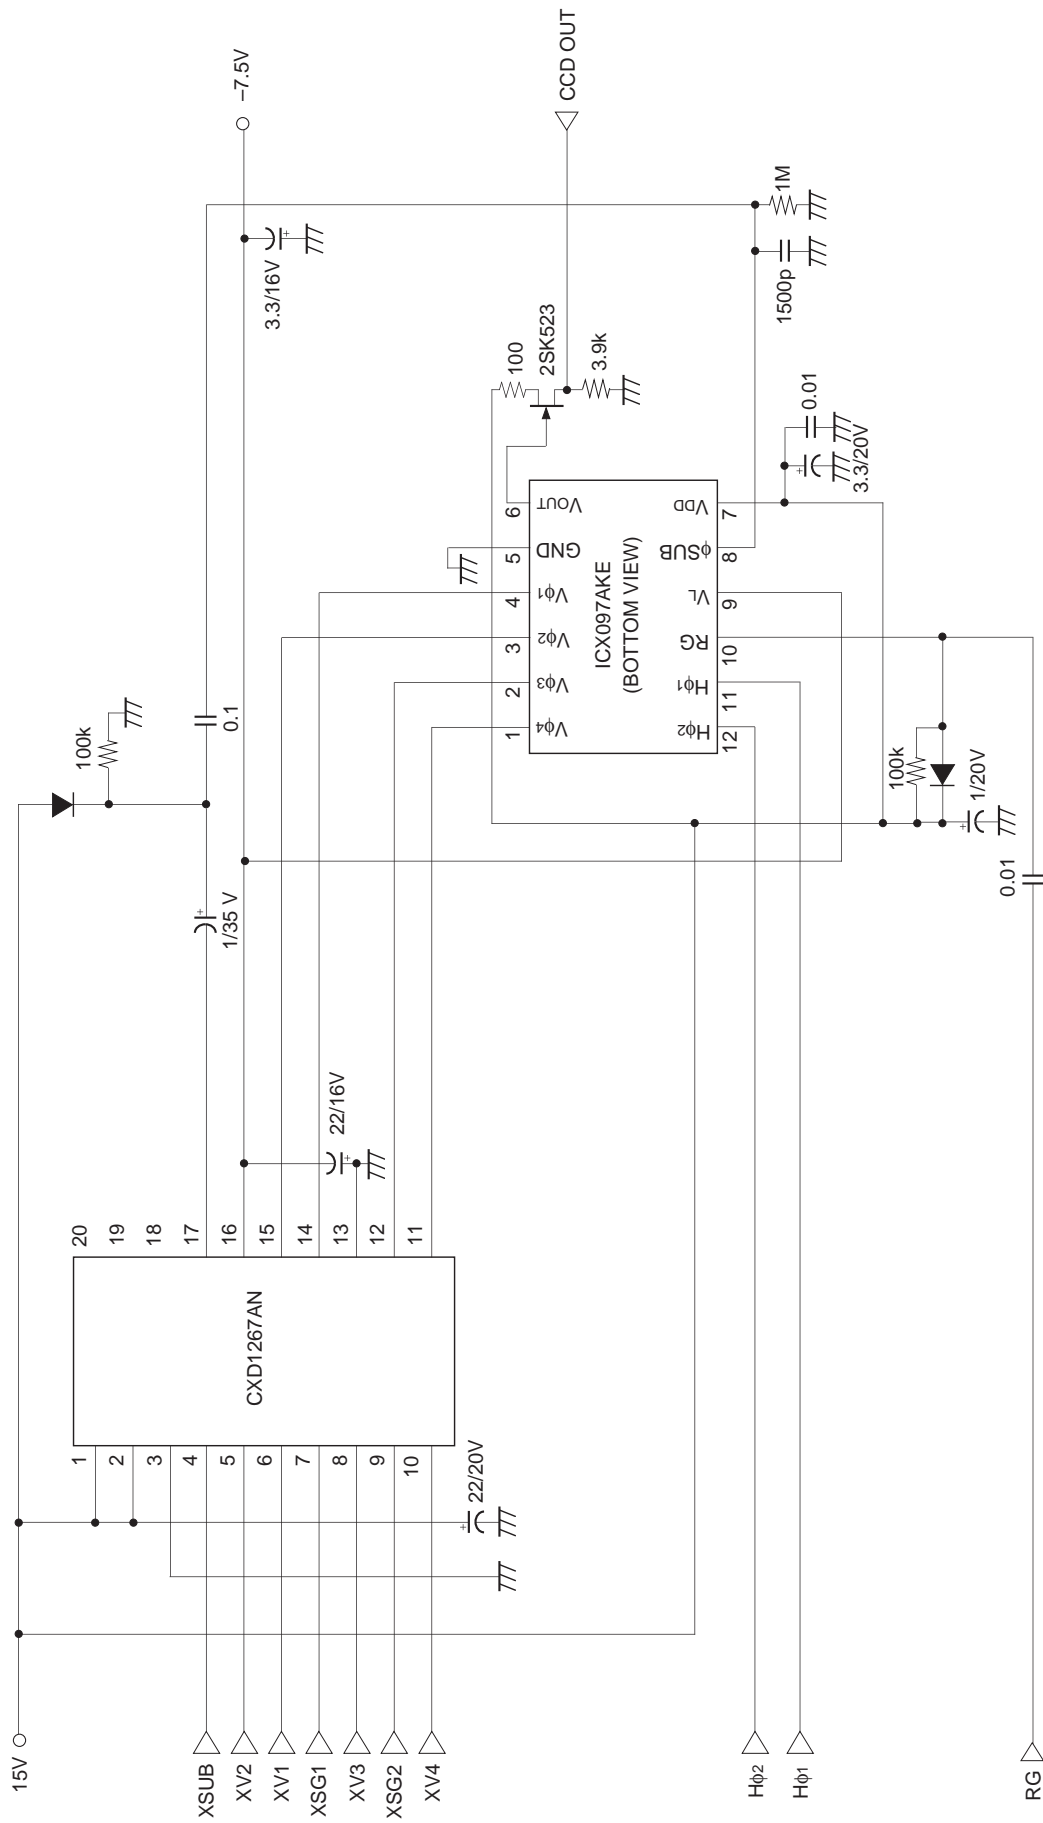 15V
XSUB
XV2
XV1
XSG1
XV3
XSG2
XV4
Hϕ2
Hϕ1
RG
1
2
3
4
5
6
7
8
9
10
22/20V
CXD1267AN
20
19
18
17
16
15
14
13
12
11
22/16V
1/35 V
100k
0.1
–7.5V
3.3/16V
CCD OUT
100
2SK523
3.9k
1M
1500p
0.01
3.3/20V
ICX097AKE
(BOTTOM VIEW)
1
2
3
4
5
6
Vϕ4
Vϕ3
Vϕ2
Vϕ1
GND
VOUT
12
11
10
9
8
7
Hϕ2
Hϕ1
RG
VL
ϕSUB
VDD
100k
1/20V
0.01